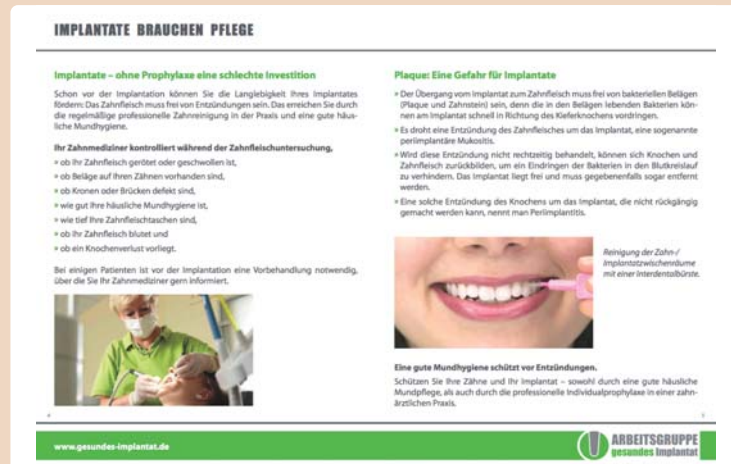 IMPLANTATE BRAUCHEN PFLEGE
Implantate – ohne Prophylaxe eine schlechte Investition
Schon vor der Implantation können Sie die Langlebigkeit Ihres Implantates
fördern: Das Zahnfleisch muss frei von Entzündungen sein. Das erreichen Sie durch
die regelmäßige professionelle Zahnreinigung in der Praxis und eine gute häus-
liche Mundhygiene.
Ihr Zahnmediziner kontrolliert während der Zahnfleischuntersuchung,
» ob Ihr Zahnfleisch gerötet oder geschwollen ist,
» ob Beläge auf Ihren Zähnen vorhanden sind,
» ob Kronen oder Brücken defekt sind,
» wie gut Ihre häusliche Mundhygiene ist,
» wie tief Ihre Zahnfleischtaschen sind,
» ob Ihr Zahnfleisch blutet und
» ob ein Knochenverlust vorliegt.
Bei einigen Patienten ist vor der Implantation eine Vorbehandlung notwendig,
über die Sie Ihr Zahnmediziner gern informiert.
4
Plaque: Eine Gefahr für Implantate
» Der Übergang vom Implantat zum Zahnfleisch muss frei von bakteriellen Belägen
(Plaque und Zahnstein) sein, denn die in den Belägen lebenden Bakterien kön-
nen am Implantat schnell in Richtung des Kieferknochens vordringen.
» Es droht eine Entzündung des Zahnfleisches um das Implantat, eine sogenannte
periimplantäre Mukositis.
» Wird diese Entzündung nicht rechtzeitig behandelt, können sich Knochen und
Zahnfleisch zurückbilden, um ein Eindringen der Bakterien in den Blutkreislauf
zu verhindern. Das Implantat liegt frei und muss gegebenenfalls sogar entfernt
werden.
» Eine solche Entzündung des Knochens um das Implantat, die nicht rückgängig
gemacht werden kann, nennt man Periimplantitis.
Reinigung der Zahn-/
Implantatzwischenräume
mit einer Interdentalbürste.
Eine gute Mundhygiene schützt vor Entzündungen.
Schützen Sie Ihre Zähne und Ihr Implantat – sowohl durch eine gute häusliche
Mundpflege, als auch durch die professionelle Individualprophylaxe in einer zahn-
ärztlichen Praxis.
5
www.gesundes-implantat.de
ARBEITSGRUPPE
gesundes Implantat